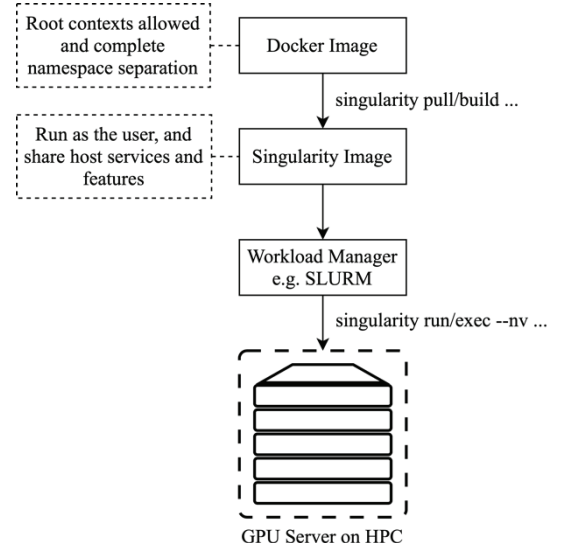 Root contexts allowed
and complete
namespace separation
Docker Image
singularity pull/build ...
Run as the user, and
share host services and
features
Singularity Image
Workload Manager
e.g. SLURM
singularity run/exec --nv ...
GPU Server on HPC